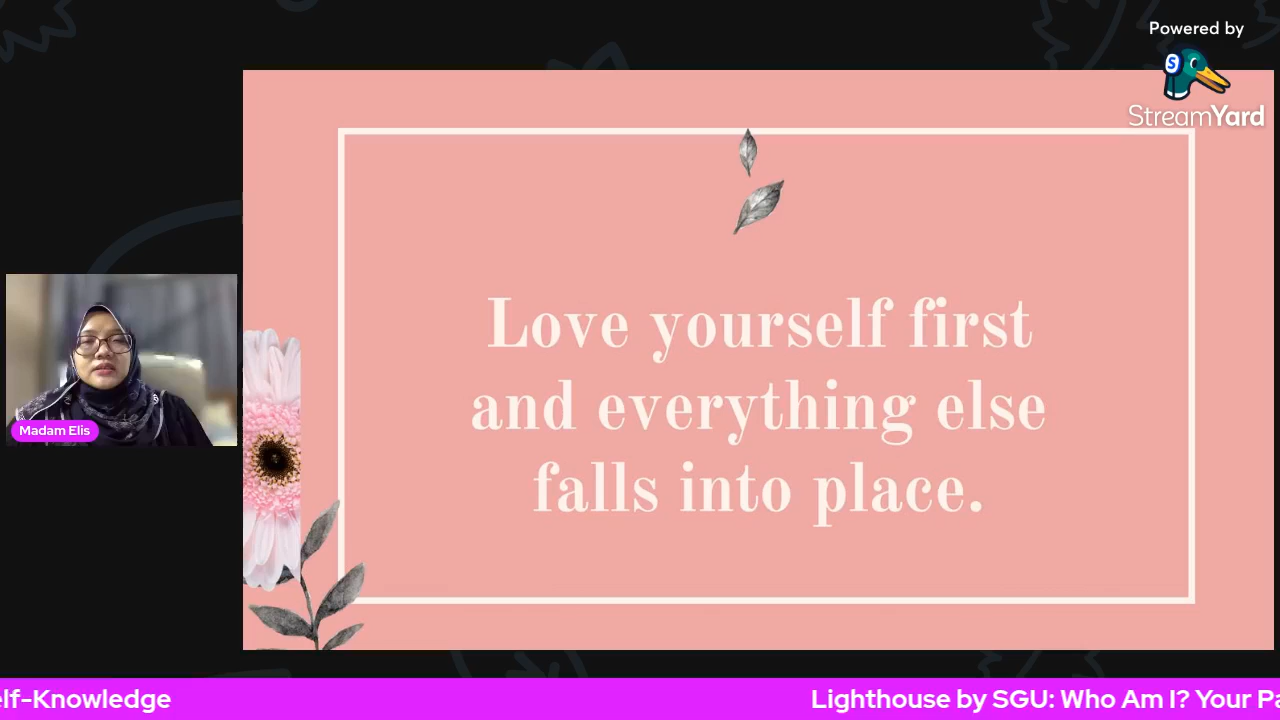 Powered by
StreamYard
Love yourself first
and everything else
falls into place.
Madam Elis
elf-Knowledge
Lighthouse by SGU: Who Am I? Your Pa